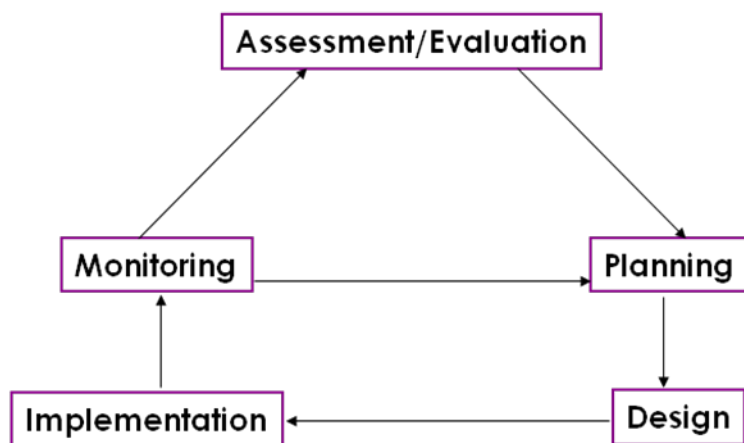 Assessment/Evaluation
Monitoring
Planning
Implementation
Design